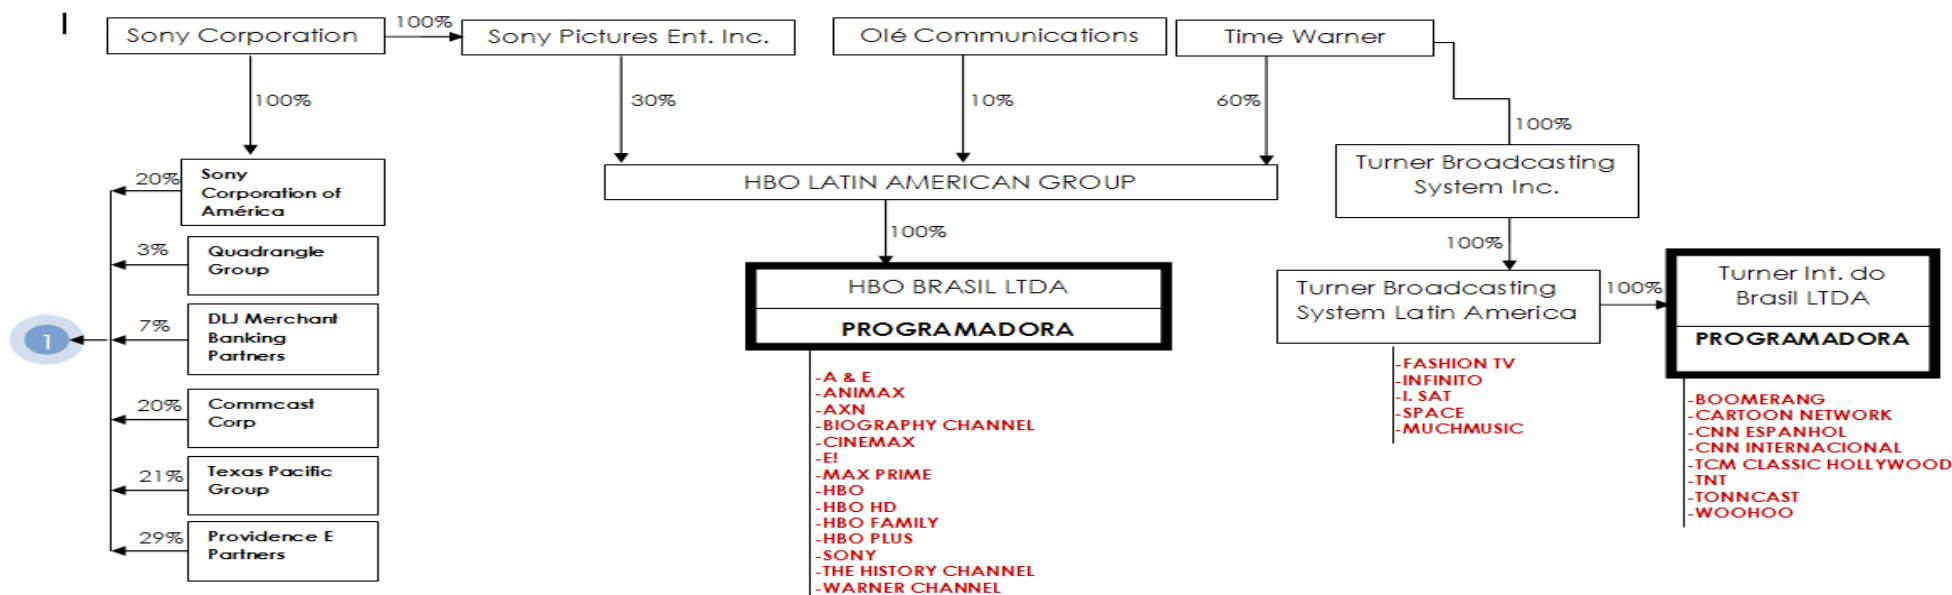 I
Sony Corporation
100%
Sony Pictures Ent. Inc.
Olé Communications
Time Warner
100%
30%
10%
60%
100%
Sony
Corporation of
América
20%
HBO LATIN AMERICAN GROUP
Turner Broadcasting
System Inc.
100%
100%
3%
Quadrangle
Group
HBO BRASIL LTDA
PROGRAMADORA
Turner Broadcasting
System Latin America
100%
Turner Int. do
Brasil LTDA
PROGRAMADORA
1
7%
DLJ Merchant
Banking
Partners
20%
Commcast
Corp
21%
Texas Pacific
Group
29%
Providence E
Partners
-A & E
-ANIMAX
-AXN
-BIOGRAPHY CHANNEL
-CINEMAX
-E!
-MAX PRIME
-HBO
-HBO HD
-HBO FAMILY
-HBO PLUS
-SONY
-THE HISTORY CHANNEL
-WARNER CHANNEL
-FASHION TV
-INFINITO
-I. SAT
-SPACE
-MUCHMUSIC
-BOOMERANG
-CARTOON NETWORK
-CNN ESPANHOL
-CNN INTERNACIONAL
-TCM CLASSIC HOLLYWOOD
-TNT
-TONNCAST
-WOOHOO